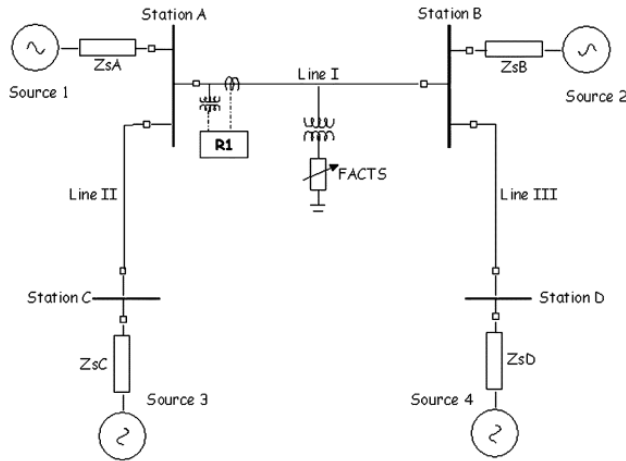 Station A
Station B
ZsA
Line I
ZsB
Source 1
Source 2
R1
FACTS
Line II
Line III
Station C
Station D
ZsC
ZsD
Source 3
Source 4